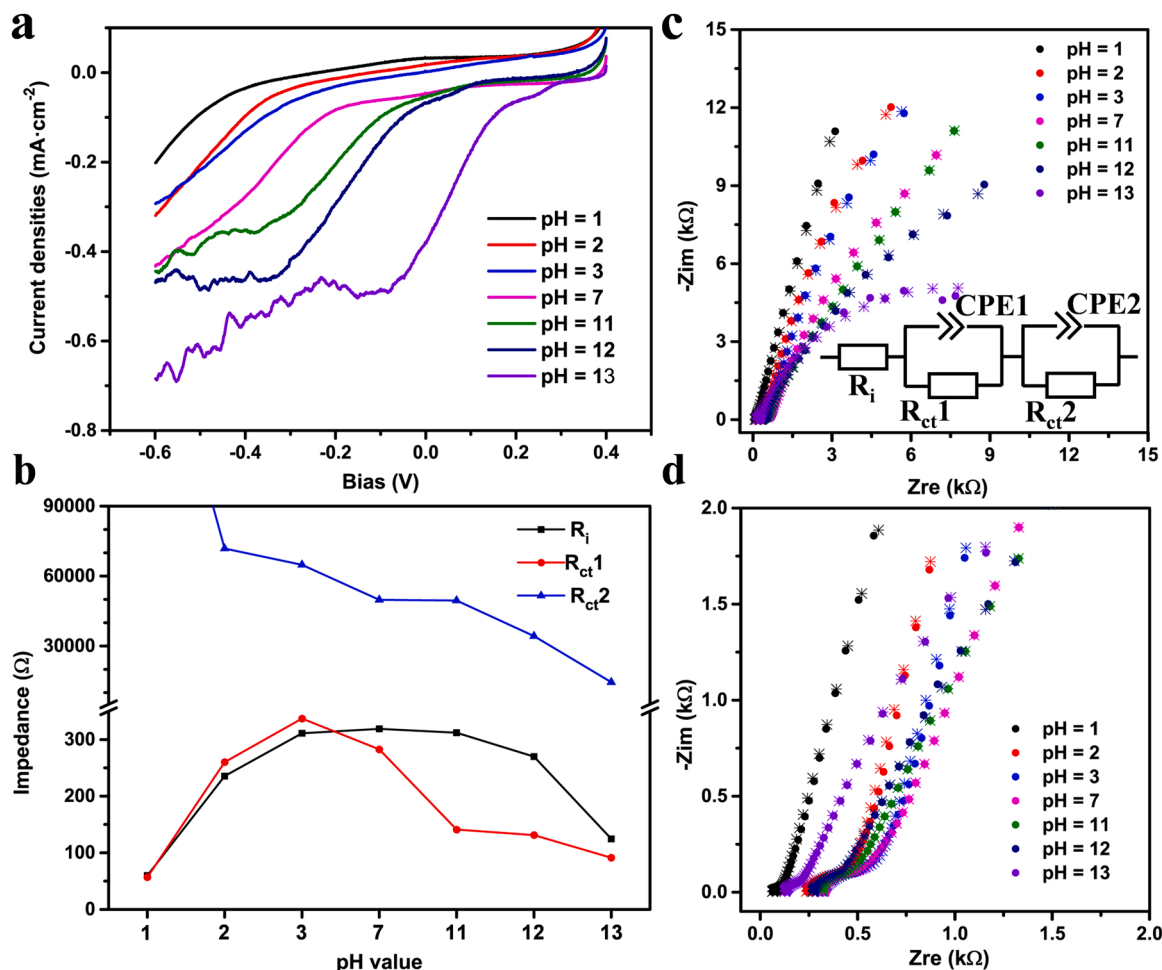 a
Current densities (mA·cm-2)
0.0
-0.2
-0.4
-0.6
-0.8
-0.6
-0.4
-0.2
0.0
0.2
0.4
Bias (V)
pH = 1
pH = 2
pH = 3
pH = 7
pH = 11
pH = 12
pH = 13
c
-Zim (kΩ)
15
12
9
6
3
0
0
3
6
9
12
15
Zre (kΩ)
pH = 1
pH = 2
pH = 3
pH = 7
pH = 11
pH = 12
pH = 13
CPE1
CPE2
Ri
Rct1
Rct2
b
Impedance (Ω)
90000
60000
30000
300
200
100
0
1
2
3
7
11
12
13
pH value
Ri
Rct1
Rct2
d
-Zim (kΩ)
2.0
1.5
1.0
0.5
0.0
0.0
0.5
1.0
1.5
2.0
Zre (kΩ)
pH = 1
pH = 2
pH = 3
pH = 7
pH = 11
pH = 12
pH = 13